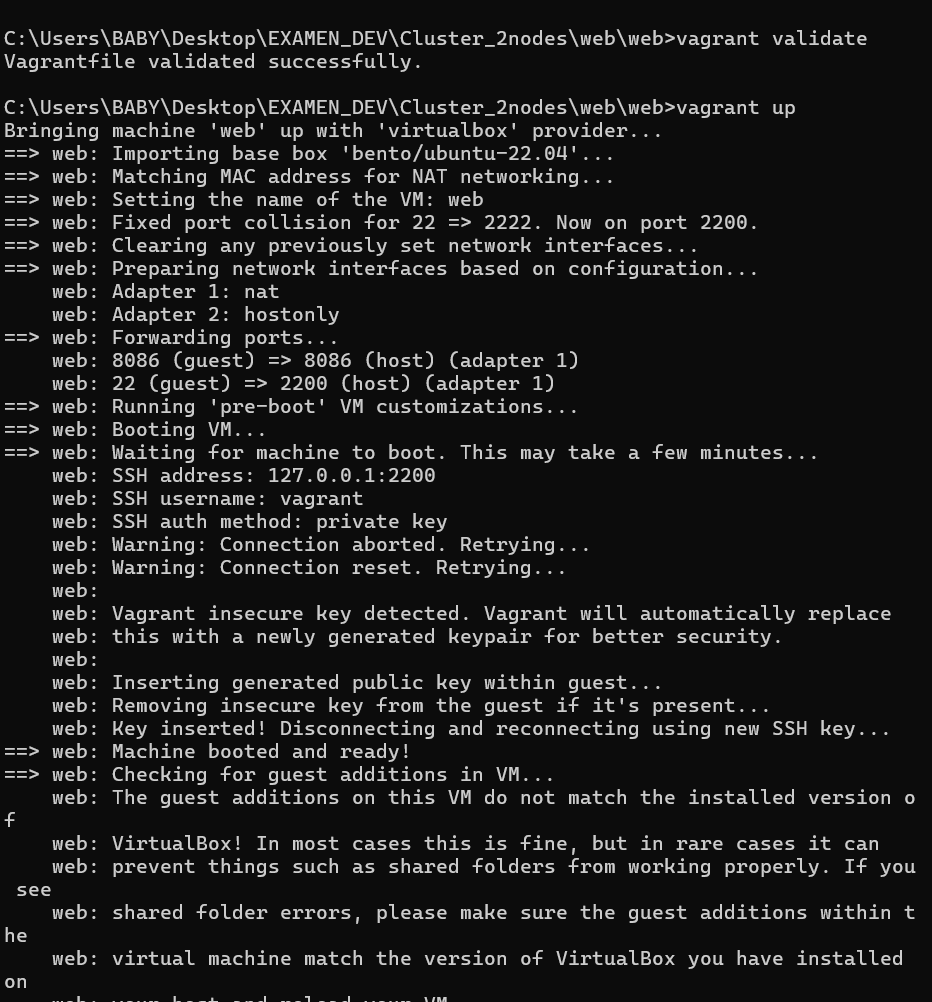 C:\Users\BABY\Desktop\EXAMEN_DEV\Cluster_2nodes\web\web>vagrant validate
Vagrantfile validated successfully.

C:\Users\BABY\Desktop\EXAMEN_DEV\Cluster_2nodes\web\web>vagrant up
Bringing machine 'web' up with 'virtualbox' provider...
==> web: Importing base box 'bento/ubuntu-22.04'...
==> web: Matching MAC address for NAT networking...
==> web: Setting the name of the VM: web
==> web: Fixed port collision for 22 => 2222. Now on port 2200.
==> web: Clearing any previously set network interfaces...
==> web: Preparing network interfaces based on configuration...
    web: Adapter 1: nat
    web: Adapter 2: hostonly
==> web: Forwarding ports...
    web: 8086 (guest) => 8086 (host) (adapter 1)
    web: 22 (guest) => 2200 (host) (adapter 1)
==> web: Running 'pre-boot' VM customizations...
==> web: Booting VM...
==> web: Waiting for machine to boot. This may take a few minutes...
    web: SSH address: 127.0.0.1:2200
    web: SSH username: vagrant
    web: SSH auth method: private key
    web: Warning: Connection aborted. Retrying...
    web: Warning: Connection reset. Retrying...
    web:
    web: Vagrant insecure key detected. Vagrant will automatically replace
    web: this with a newly generated keypair for better security.
    web:
    web: Inserting generated public key within guest...
    web: Removing insecure key from the guest if it's present...
    web: Key inserted! Disconnecting and reconnecting using new SSH key...
==> web: Machine booted and ready!
==> web: Checking for guest additions in VM...
    web: The guest additions on this VM do not match the installed version o
f
    web: VirtualBox! In most cases this is fine, but in rare cases it can
    web: prevent things such as shared folders from working properly. If you
 see
    web: shared folder errors, please make sure the guest additions within t
he
    web: virtual machine match the version of VirtualBox you have installed
on
    web: your host and reload your VM